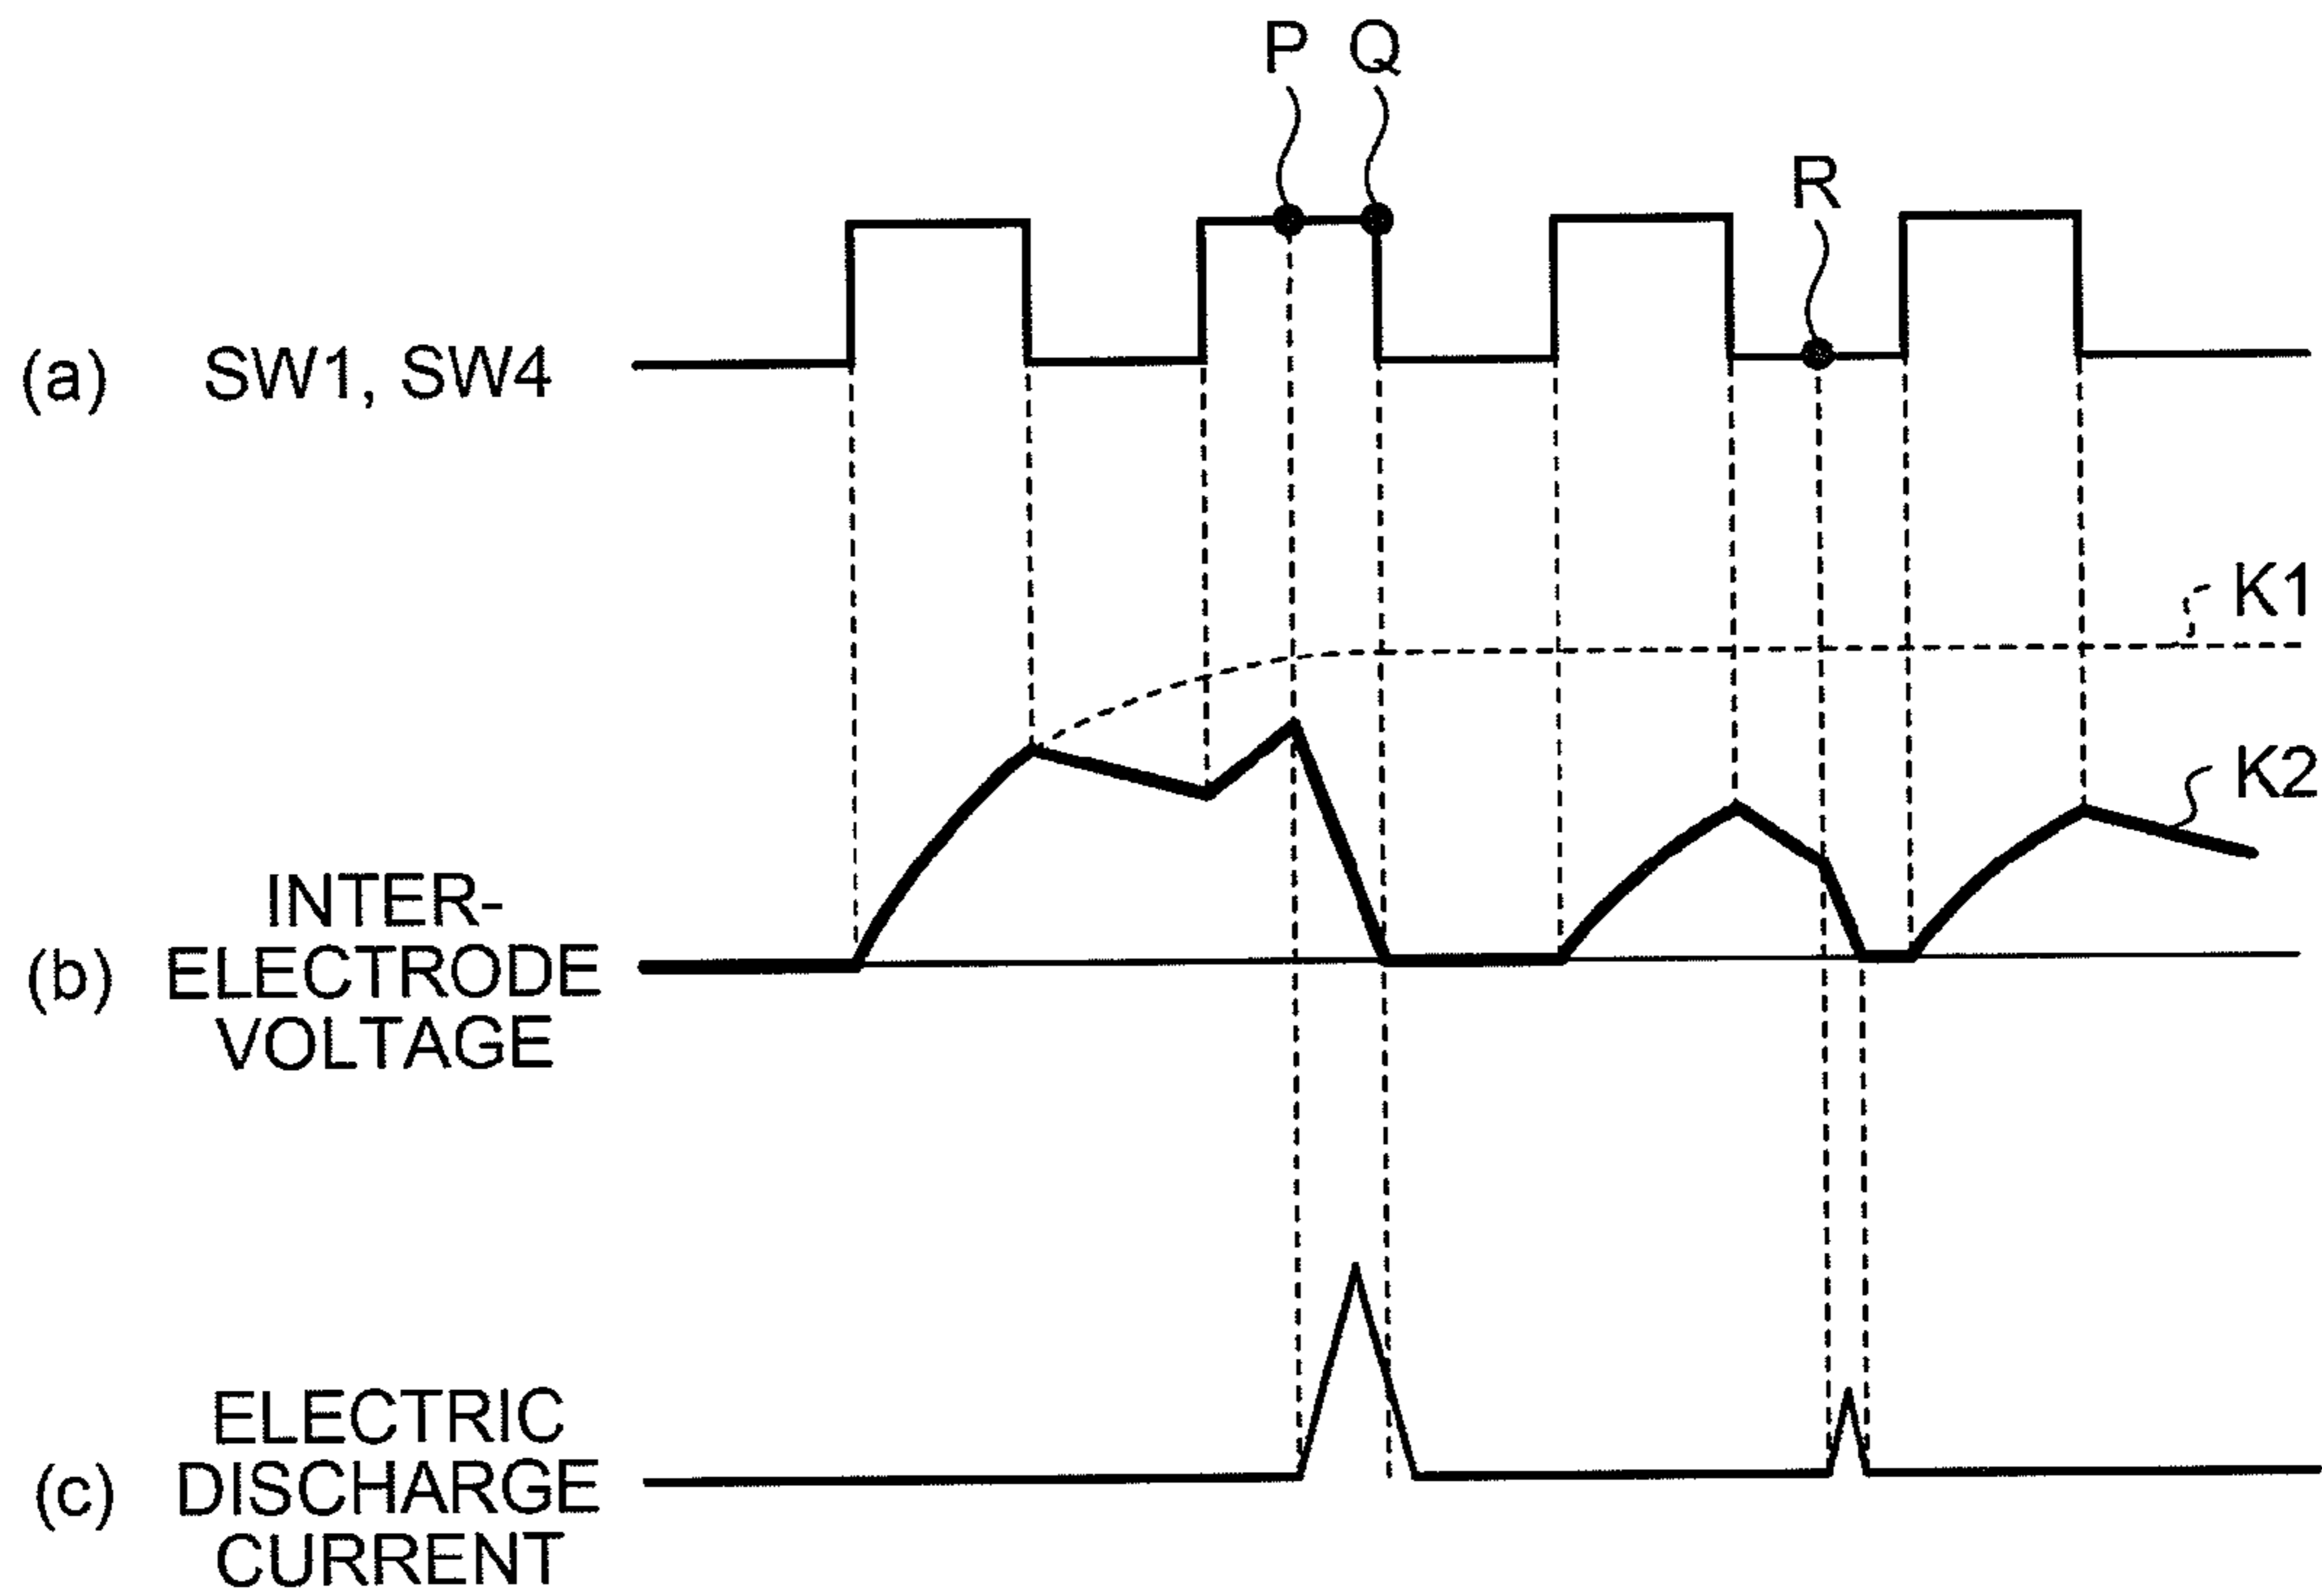 P Q
R
(a) SW1, SW4
K1
K2
INTER-
(b) ELECTRODE
VOLTAGE
ELECTRIC
(c) DISCHARGE
CURRENT